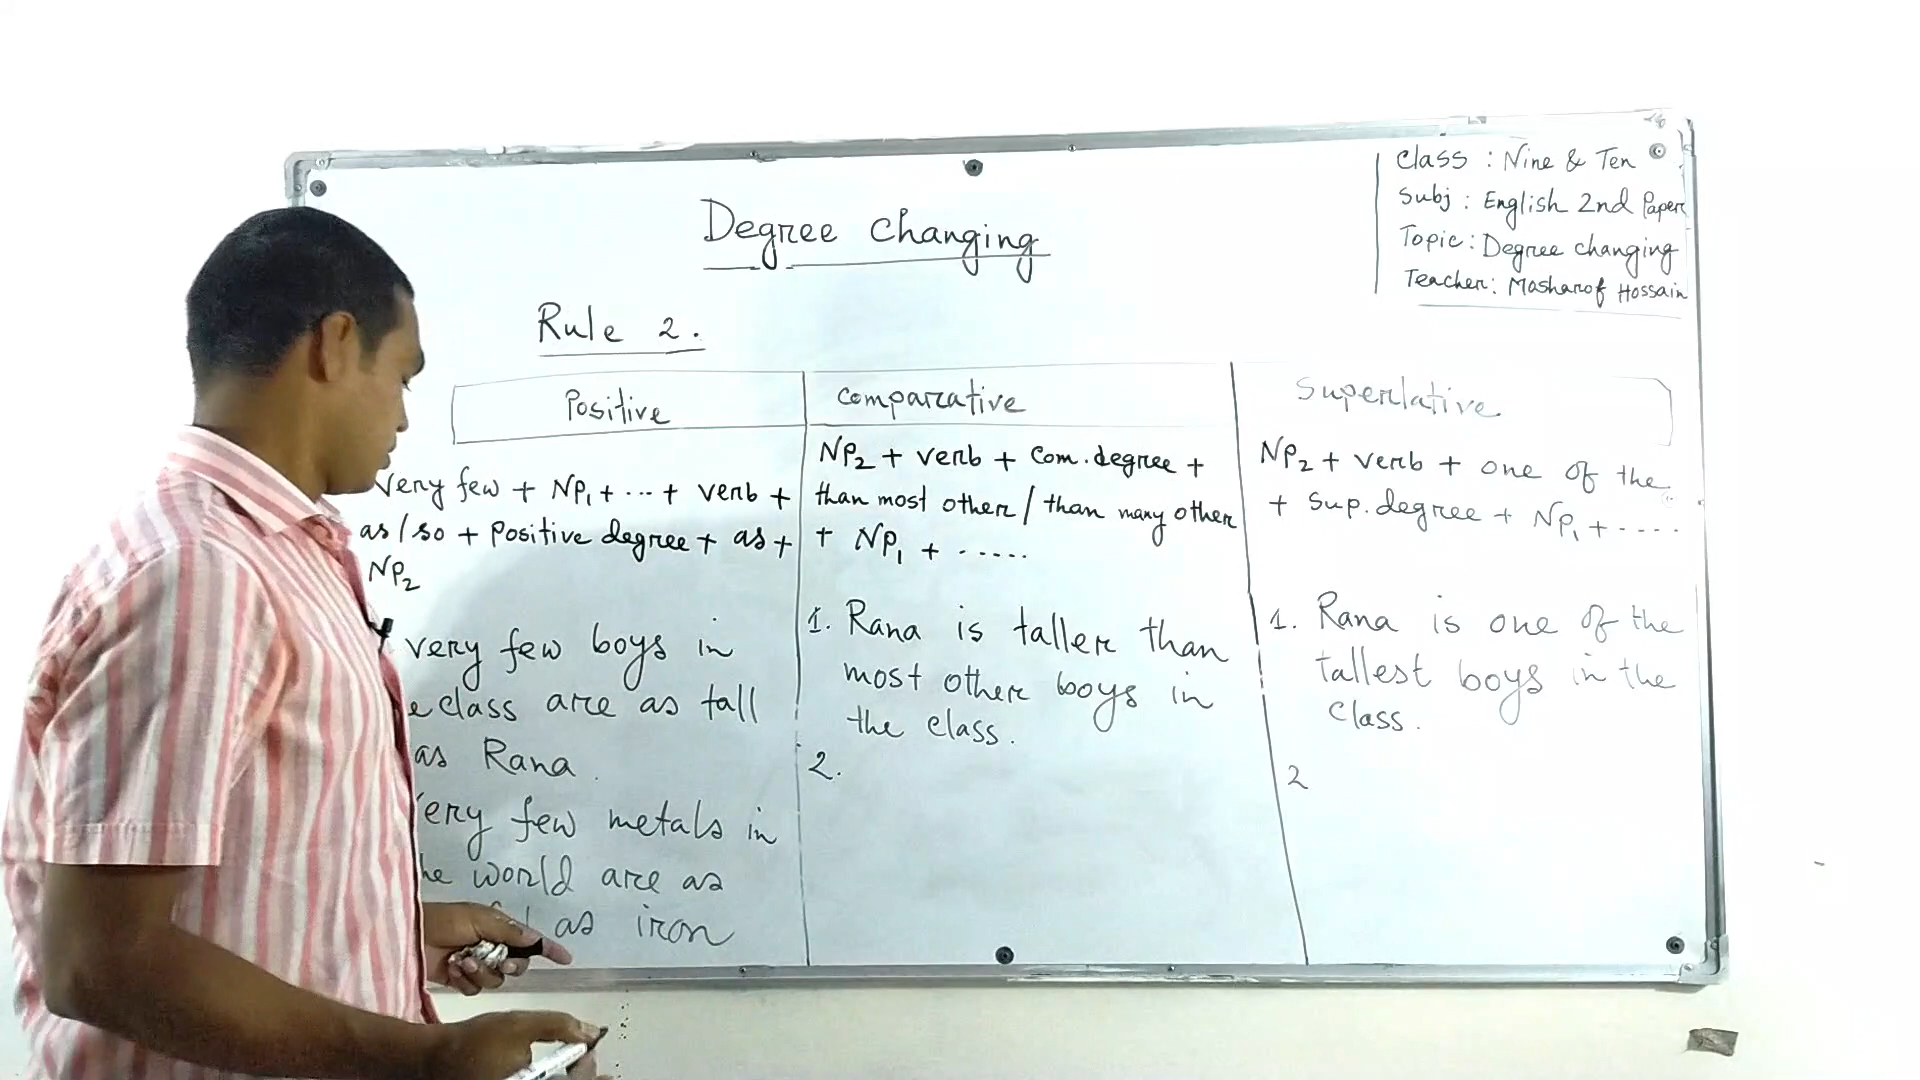 Class : Nine & Ten
Subj : English 2nd Paper
Topic : Degree changing
Teacher : Masharof Hossain
Degree Changing
Rule 2.
Positive
Very few + NP1 + ... + verb +
as/so + Positive degree + as +
NP2
very few boys in
class are as tall
as Rana.
few metals in
world are as
as iron
Comparative
NP2 + verb + Com. degree +
than most other / than many other
+ NP1 + .....
1. Rana is taller than
most other boys in
the class.
2.
Superlative
NP2 + verb + one of the
+ Sup. degree + NP1 + ....
1. Rana is one of the
tallest boys in the
class.
2